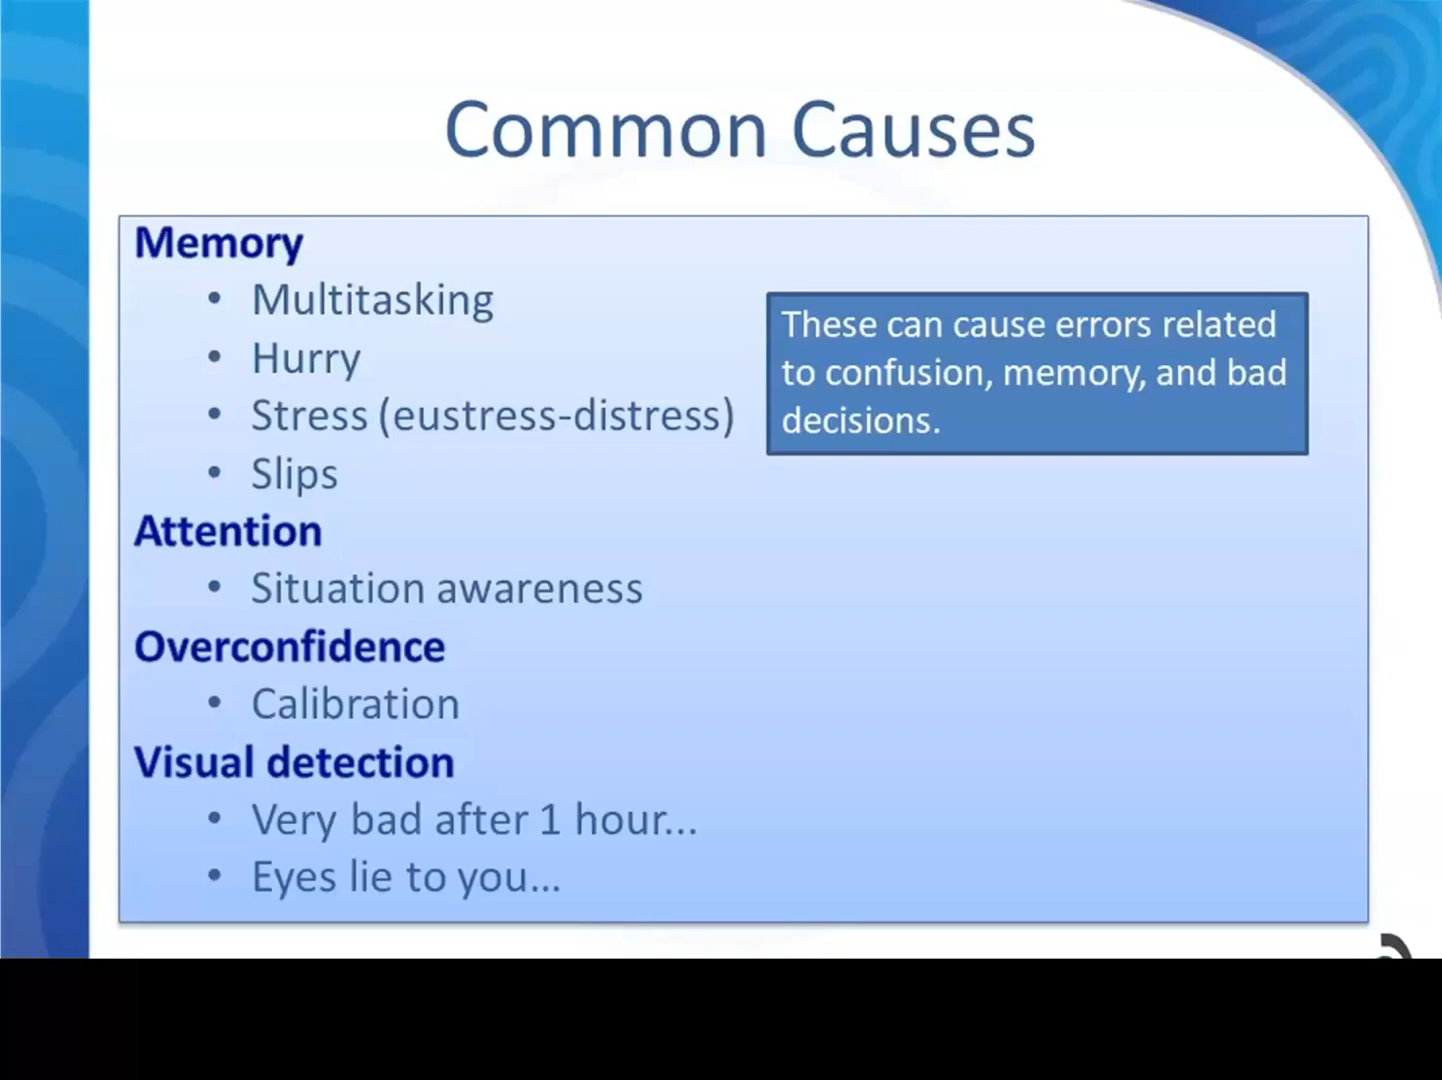 Common Causes
Memory
• Multitasking
• Hurry
• Stress (eustress-distress)
• Slips
These can cause errors related
to confusion, memory, and bad
decisions.
Attention
• Situation awareness
Overconfidence
• Calibration
Visual detection
• Very bad after 1 hour...
• Eyes lie to you...